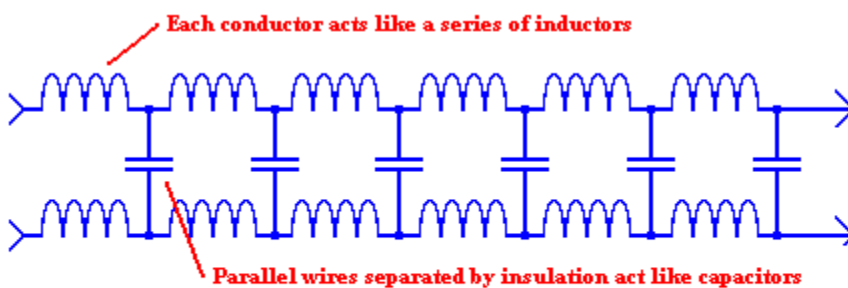 Each conductor acts like a series of inductors
Parallel wires separated by insulation act like capacitors